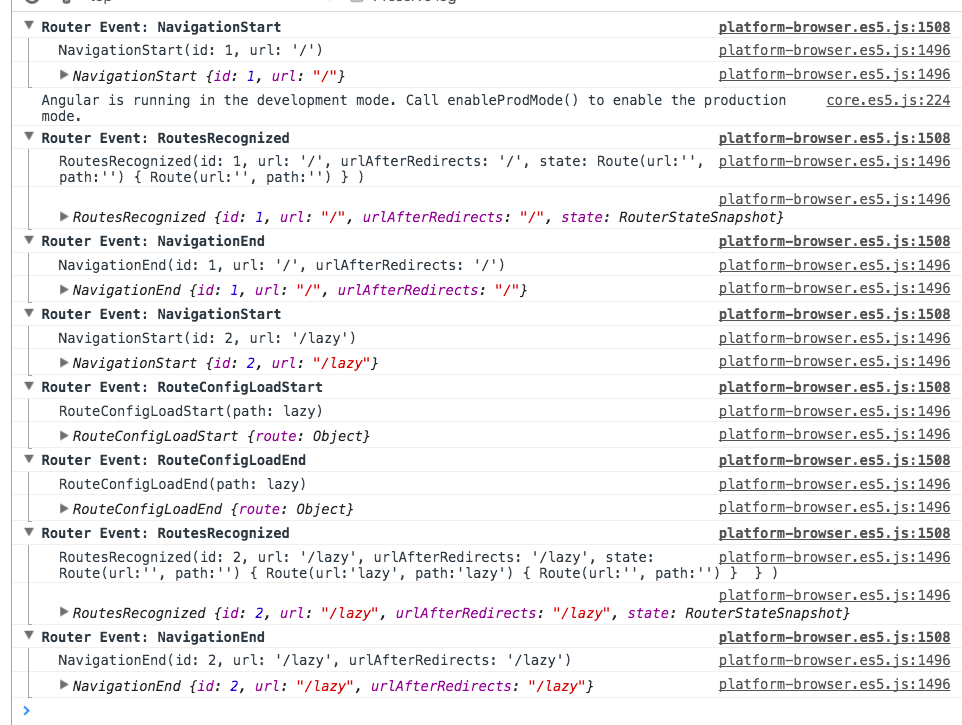 Router Event: NavigationStart platform-browser.es5.js:1508
NavigationStart(id: 1, url: '/') platform-browser.es5.js:1496
▶NavigationStart {id: 1, url: "/"} platform-browser.es5.js:1496
Angular is running in the development mode. Call enableProdMode() to enable the production core.es5.js:224
mode.
▼ Router Event: RoutesRecognized platform-browser.es5.js:1508
RoutesRecognized(id: 1, url: '/', urlAfterRedirects: '/', state: Route(url:'', platform-browser.es5.js:1496
path:'') { Route(url:'', path:'') } )
platform-browser.es5.js:1496
▶RoutesRecognized {id: 1, url: "/", urlAfterRedirects: "/", state: RouterStateSnapshot}
▼ Router Event: NavigationEnd platform-browser.es5.js:1508
NavigationEnd(id: 1, url: '/', urlAfterRedirects: '/') platform-browser.es5.js:1496
▶NavigationEnd {id: 1, url: "/", urlAfterRedirects: "/"} platform-browser.es5.js:1496
▼ Router Event: NavigationStart platform-browser.es5.js:1508
NavigationStart(id: 2, url: '/lazy') platform-browser.es5.js:1496
▶NavigationStart {id: 2, url: "/lazy"} platform-browser.es5.js:1496
▼ Router Event: RouteConfigLoadStart platform-browser.es5.js:1508
RouteConfigLoadStart(path: lazy) platform-browser.es5.js:1496
▶RouteConfigLoadStart {route: Object} platform-browser.es5.js:1496
▼ Router Event: RouteConfigLoadEnd platform-browser.es5.js:1508
RouteConfigLoadEnd(path: lazy) platform-browser.es5.js:1496
▶RouteConfigLoadEnd {route: Object} platform-browser.es5.js:1496
▼ Router Event: RoutesRecognized platform-browser.es5.js:1508
RoutesRecognized(id: 2, url: '/lazy', urlAfterRedirects: '/lazy', state: platform-browser.es5.js:1496
Route(url:'', path:'') { Route(url:'lazy', path:'lazy') { Route(url:'', path:'') }  } )
platform-browser.es5.js:1496
▶RoutesRecognized {id: 2, url: "/lazy", urlAfterRedirects: "/lazy", state: RouterStateSnapshot}
▼ Router Event: NavigationEnd platform-browser.es5.js:1508
NavigationEnd(id: 2, url: '/lazy', urlAfterRedirects: '/lazy') platform-browser.es5.js:1496
▶NavigationEnd {id: 2, url: "/lazy", urlAfterRedirects: "/lazy"} platform-browser.es5.js:1496
>